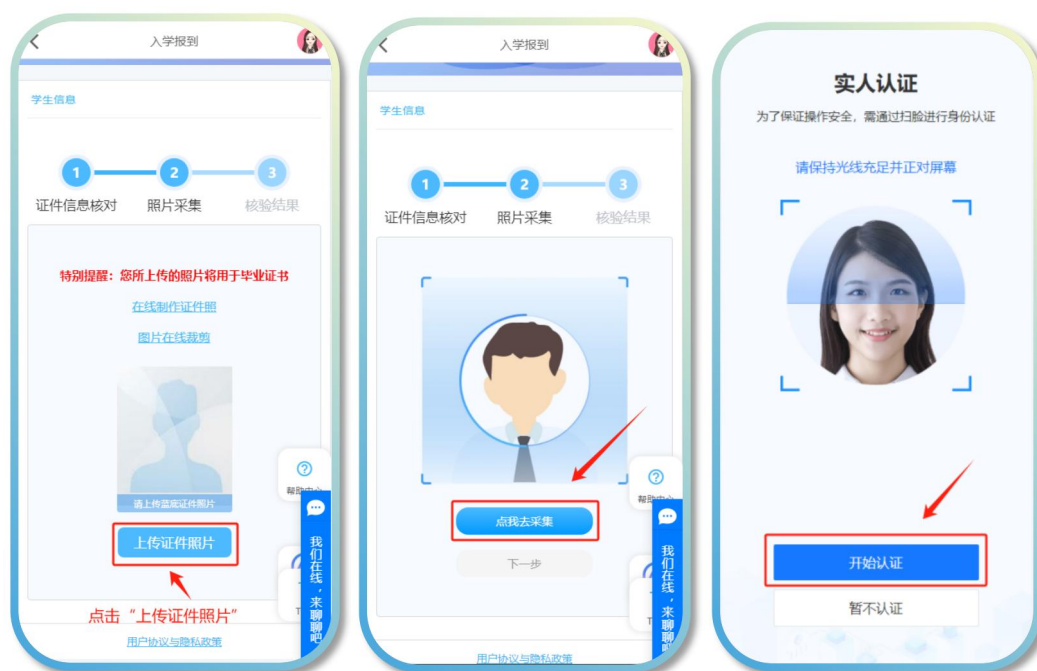 入学报到
学生信息
1
2
3
证件信息核对
照片采集
核验结果
特别提醒：您所上传的照片将用于毕业证书
在线制作证件照
图片在线裁剪
请上传蓝底证件照片
上传证件照片
点击“上传证件照片”
用户协议与隐私政策
帮助中心
我们在线，来聊聊吧
入学报到
学生信息
1
2
3
证件信息核对
照片采集
核验结果
点我去采集
下一步
用户协议与隐私政策
帮助中心
我们在线，来聊聊吧
实人认证
为了保证操作安全，需通过扫脸进行身份认证
请保持光线充足并正对屏幕
开始认证
暂不认证